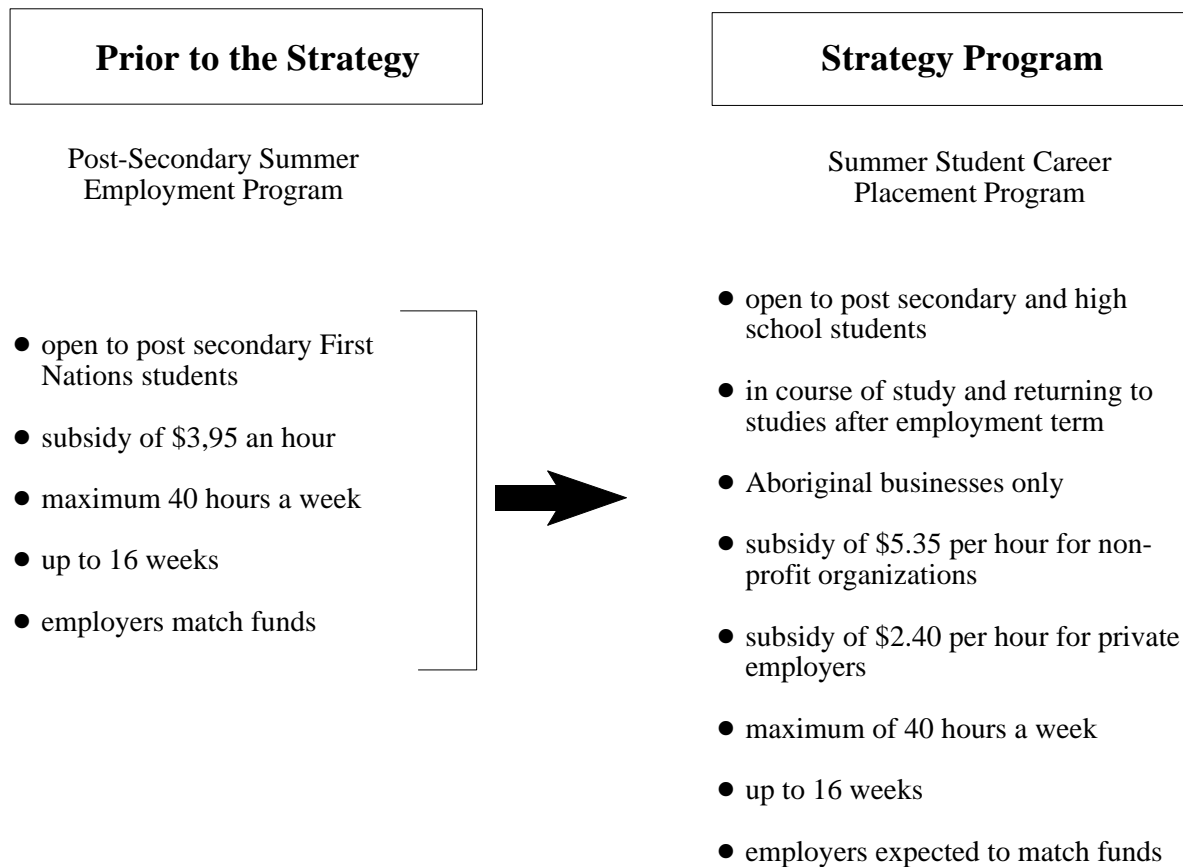 Prior to the Strategy
Post-Secondary Summer
Employment Program
● open to post secondary First
Nations students
● subsidy of $3,95 an hour
● maximum 40 hours a week
● up to 16 weeks
● employers match funds
Strategy Program
Summer Student Career
Placement Program
● open to post secondary and high
school students
● in course of study and returning to
studies after employment term
● Aboriginal businesses only
● subsidy of $5.35 per hour for non-
profit organizations
● subsidy of $2.40 per hour for private
employers
● maximum of 40 hours a week
● up to 16 weeks
● employers expected to match funds